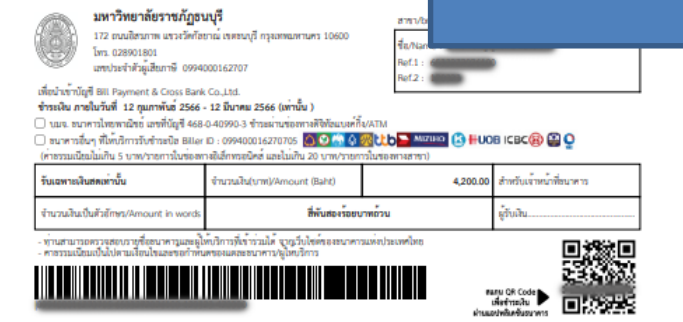 มหาวิทยาลัยราชภัฏธนบุรี
172 ถนนอิสรภาพ แขวงวัดกัลยาณ์ เขตธนบุรี กรุงเทพมหานคร 10600
โทร. 028901801
เลขประจำตัวผู้เสียภาษี 0994000162707
สาขา/
ชื่อ/Nam
Ref.1 :
Ref.2 :
เพื่อนำเข้าบัญชี Bill Payment & Cross Bank Co.,Ltd.
ชำระเงิน ภายในวันที่ 12 กุมภาพันธ์ 2566 - 12 มีนาคม 2566 (เท่านั้น )
บมจ. ธนาคารไทยพาณิชย์ เลขที่บัญชี 468-0-40990-3 ชำระผ่านช่องทางดิจิทัลแบงค์กิ้ง/ATM
ธนาคารอื่นๆ ที่ให้บริการรับชำระบิล Biller ID : 099400016270705 ttb MIZUHO UOB ICBC
(ค่าธรรมเนียมไม่เกิน 5 บาท/รายการในช่องทางอิเล็กทรอนิกส์ และไม่เกิน 20 บาท/รายการในช่องทางสาขา)
รับเฉพาะเงินสดเท่านั้น จำนวนเงิน(บาท)/Amount (Baht) 4,200.00 สำหรับเจ้าหน้าที่ธนาคาร
จำนวนเงินเป็นตัวอักษร/Amount in words สี่พันสองร้อยบาทถ้วน ผู้รับเงิน
- ท่านสามารถตรวจสอบรายชื่อธนาคารและผู้ให้บริการที่เข้าร่วมได้ จากเว็บไซต์ของธนาคารแห่งประเทศไทย
- ค่าธรรมเนียมเป็นไปตามเงื่อนไขและข้อกำหนดของแต่ละธนาคาร/ผู้ให้บริการ
สแกน QR Code
เพื่อชำระเงิน
ผ่านแอปพลิเคชันธนาคาร